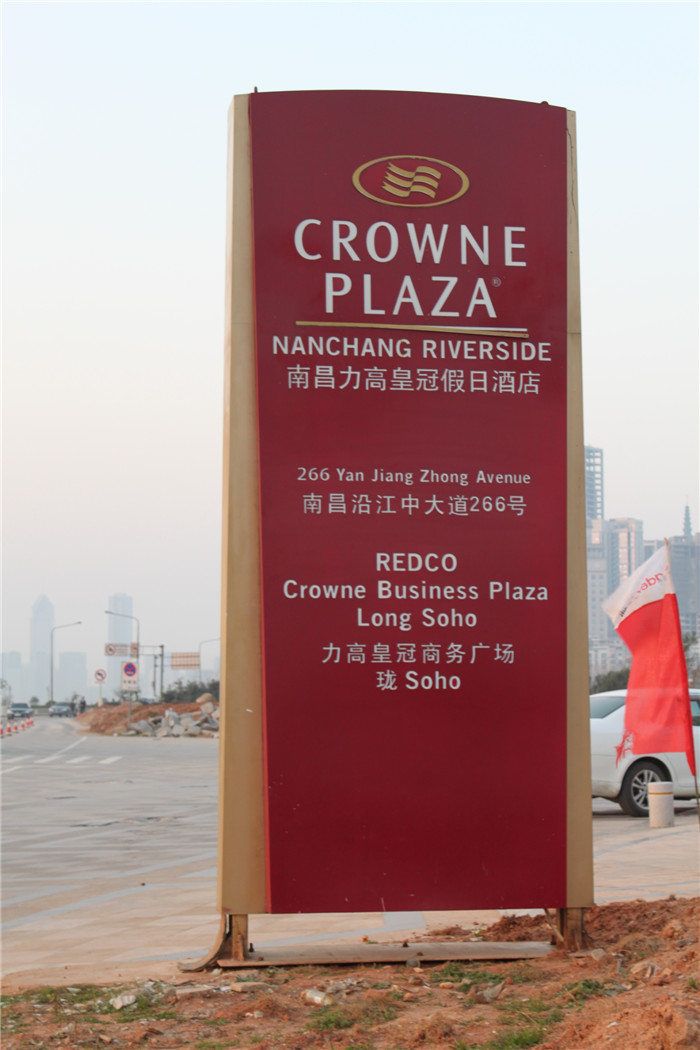 CROWNE
PLAZA®
NANCHANG RIVERSIDE
南昌力高皇冠假日酒店
266 Yan Jiang Zhong Avenue
南昌沿江中大道266号
REDCO
Crowne Business Plaza
Long Soho
力高皇冠商务广场
珑 Soho